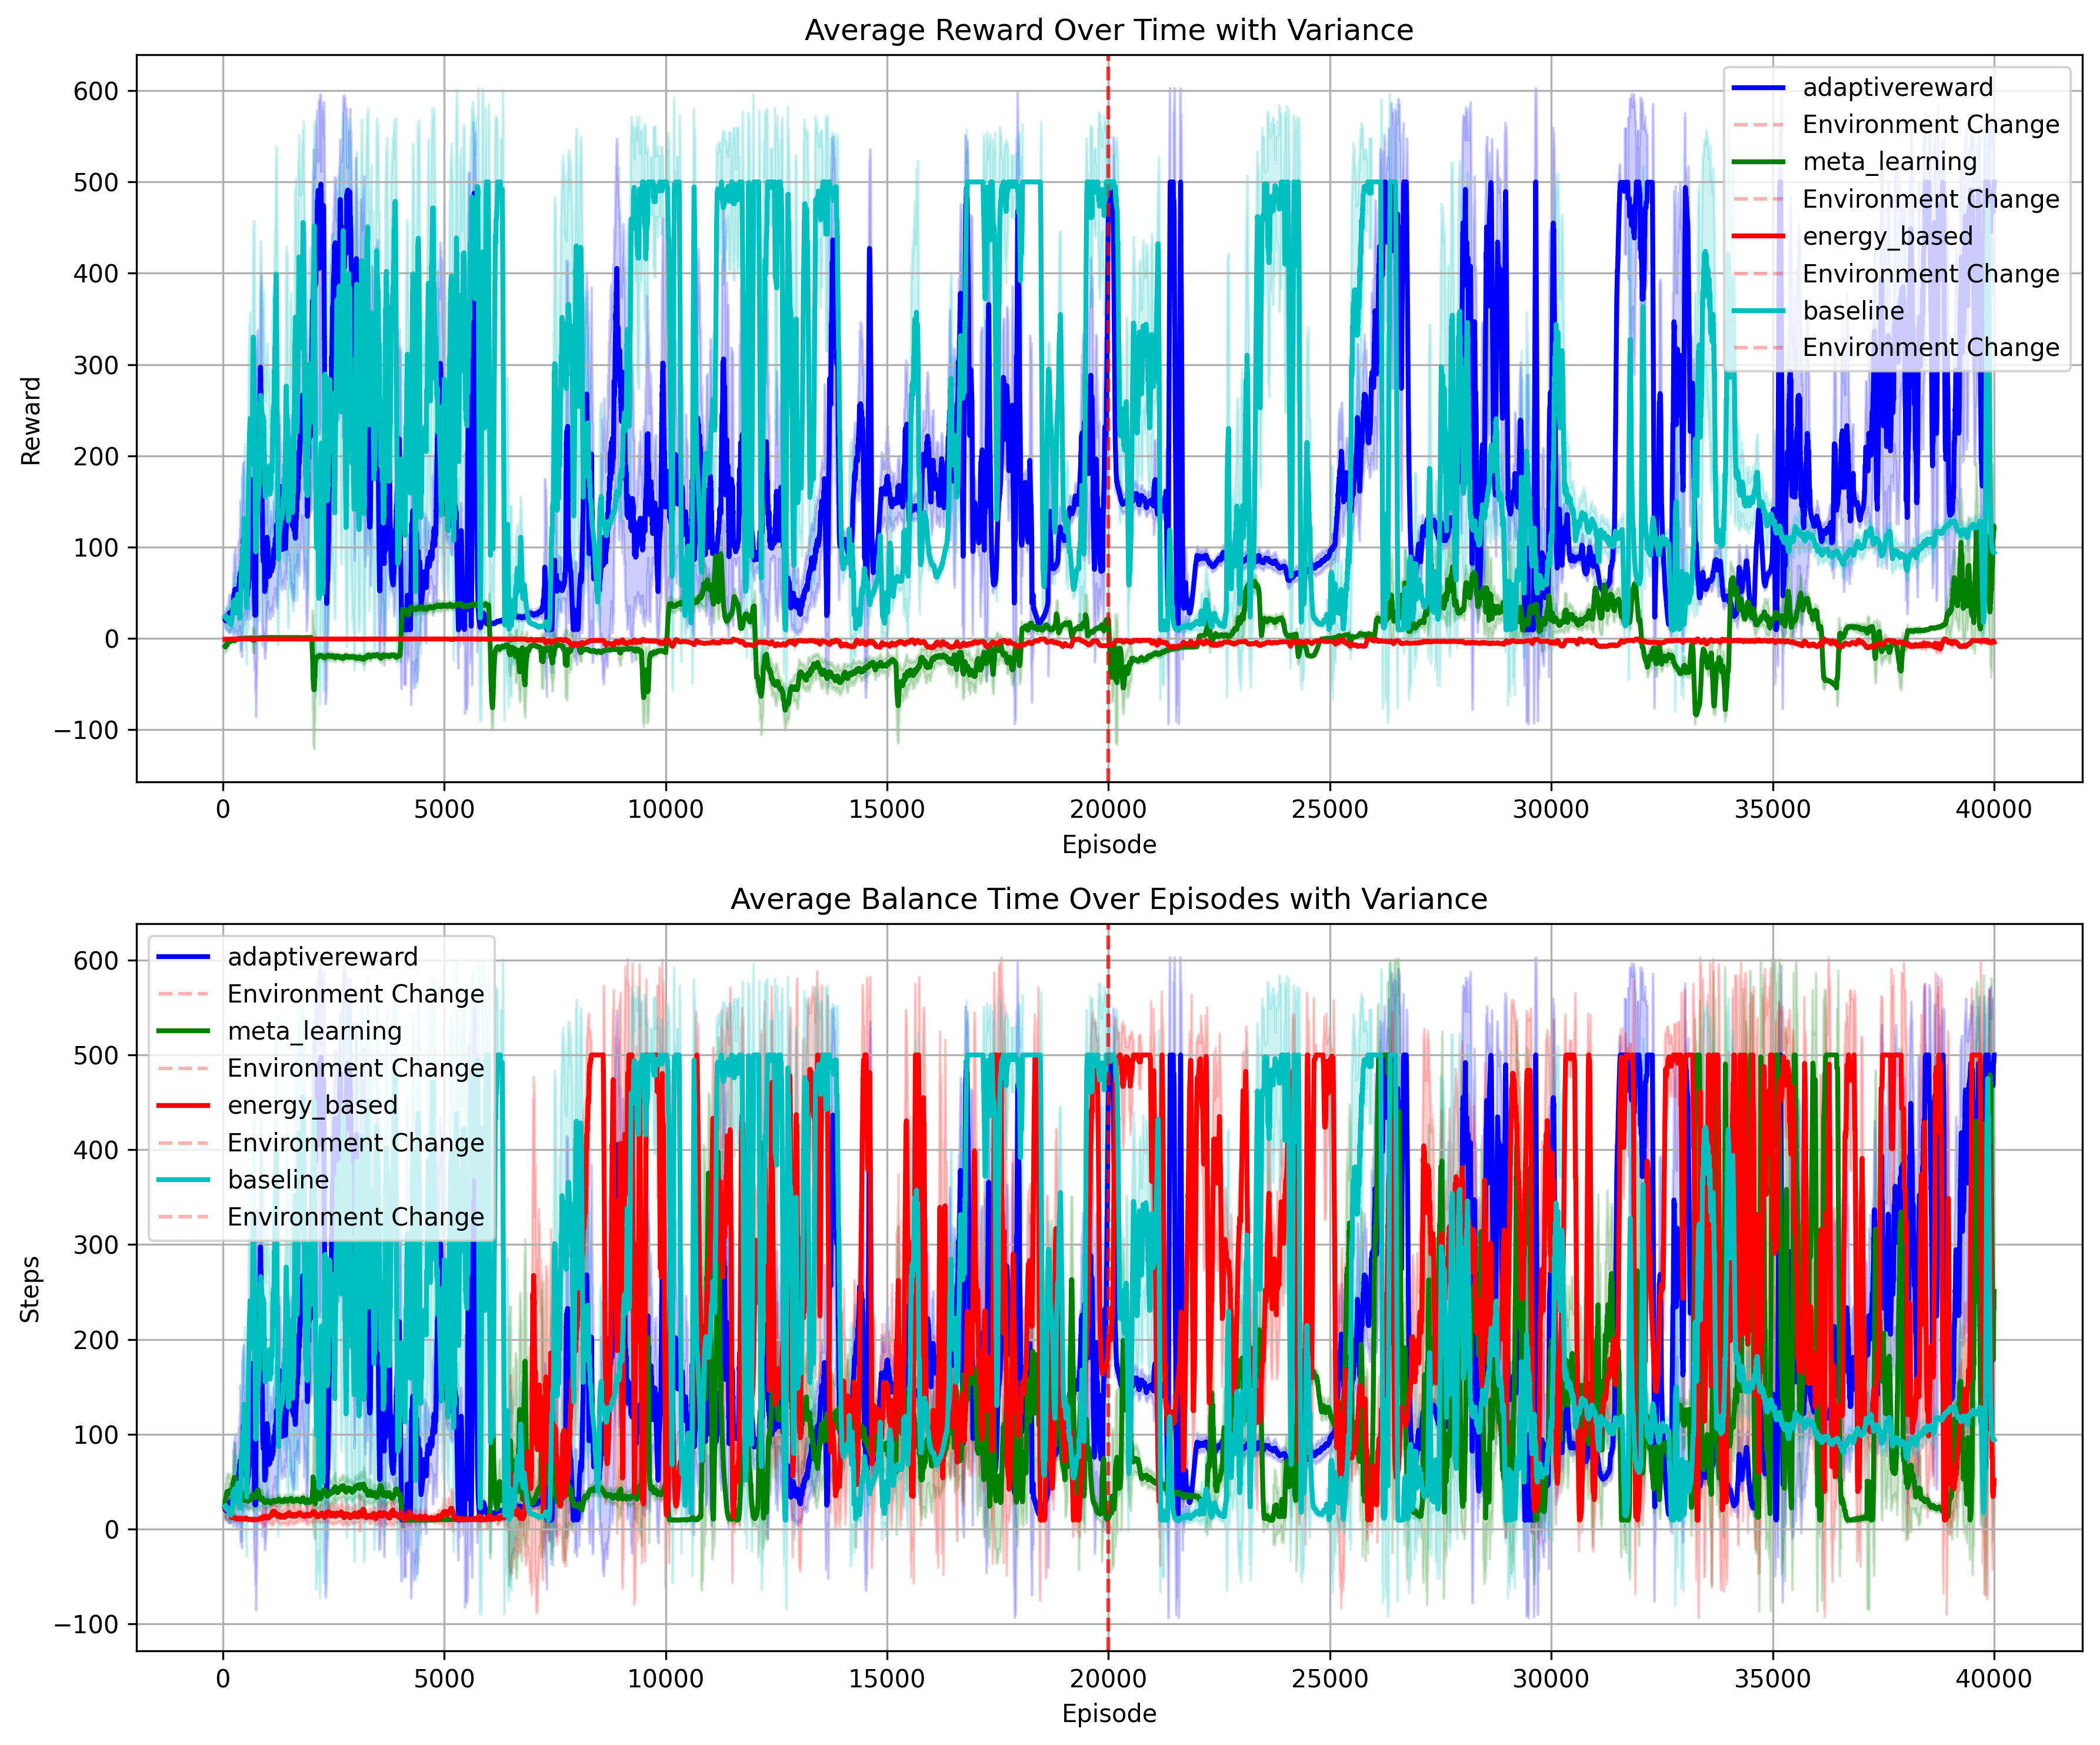 Average Reward Over Time with Variance
600
500
400
300
200
100
0
−100
Reward
adaptivereward
Environment Change
meta_learning
Environment Change
energy_based
Environment Change
baseline
Environment Change
0 5000 10000 15000 20000 25000 30000 35000 40000
Episode
Average Balance Time Over Episodes with Variance
600
500
400
300
200
100
0
−100
Steps
adaptivereward
Environment Change
meta_learning
Environment Change
energy_based
Environment Change
baseline
Environment Change
0 5000 10000 15000 20000 25000 30000 35000 40000
Episode